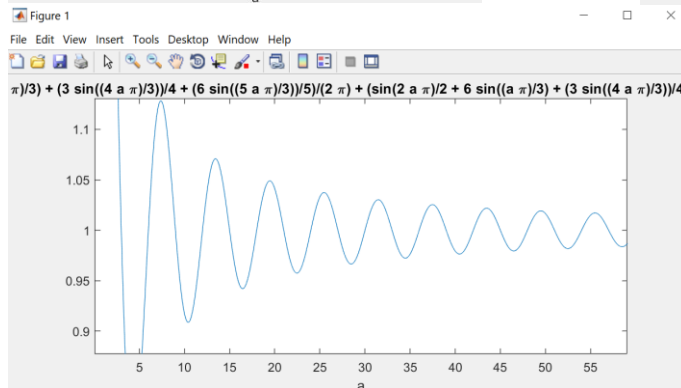 a
Figure 1
File Edit View Insert Tools Desktop Window Help
π)/3) + (3 sin((4 a π)/3))/4 + (6 sin((5 a π)/3))/5)/(2 π) + (sin(2 a π)/2 + 6 sin((a π)/3) + (3 sin((4 a π)/3))/4
1.1
1.05
1
0.95
0.9
5 10 15 20 25 30 35 40 45 50 55
a